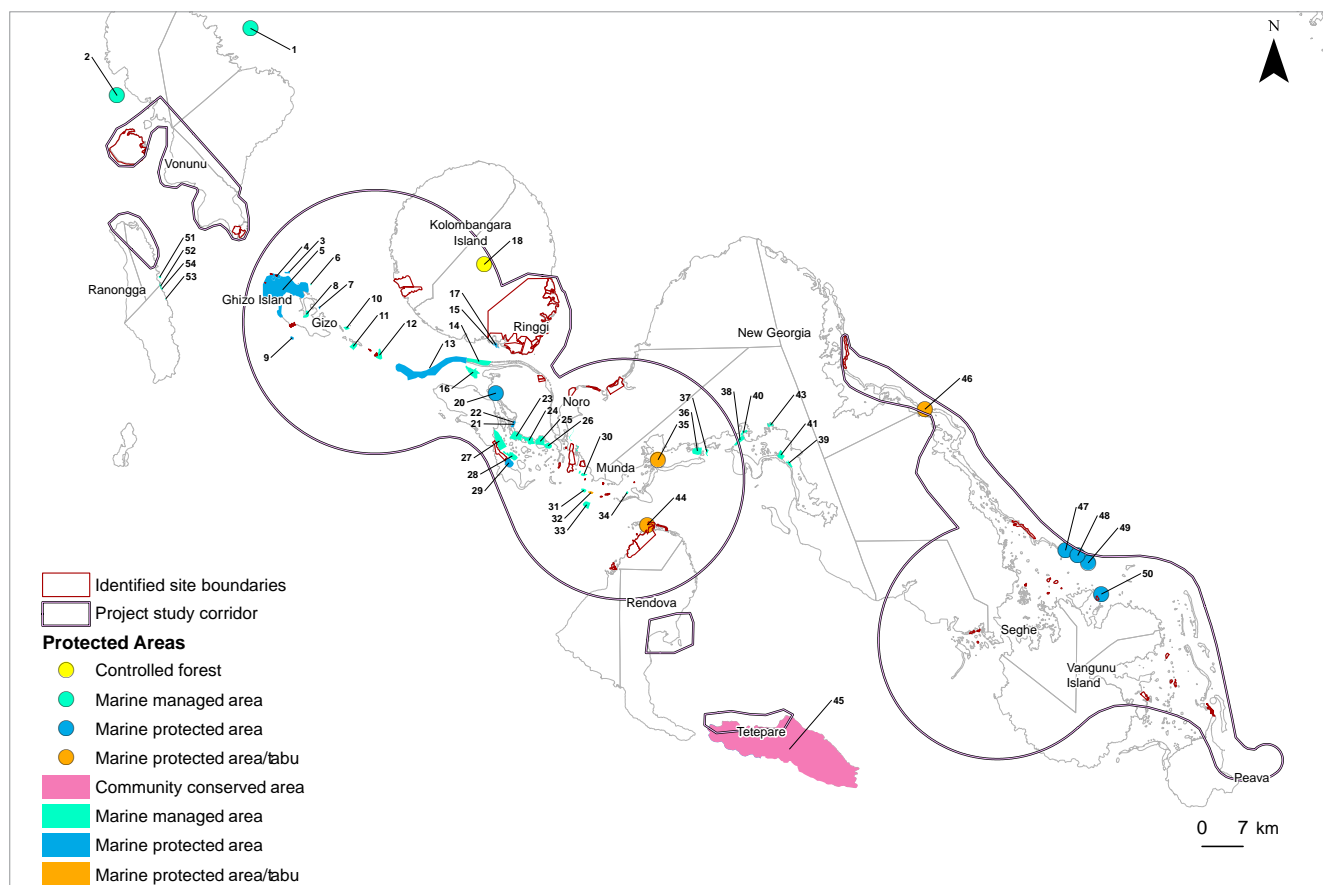 N
1
2
Vonunu
51
52
54
53
Ranongga
4
3
5
6
8
7
Ghizo Island
Gizo
10
11
12
9
Kolombangara
Island
18
17
15
14
Ringgi
13
16
20
22
21
23
24
25
26
Noro
27
28
29
30
Munda
31
32
33
34
35
36
37
38
40
43
41
39
New Georgia
46
44
Rendova
47
48
49
50
Seghe
Vangunu
Island
Peava
45
Tetepare
0 7 km
Identified site boundaries
Project study corridor
Protected Areas
Controlled forest
Marine managed area
Marine protected area
Marine protected area/tabu
Community conserved area
Marine managed area
Marine protected area
Marine protected area/tabu